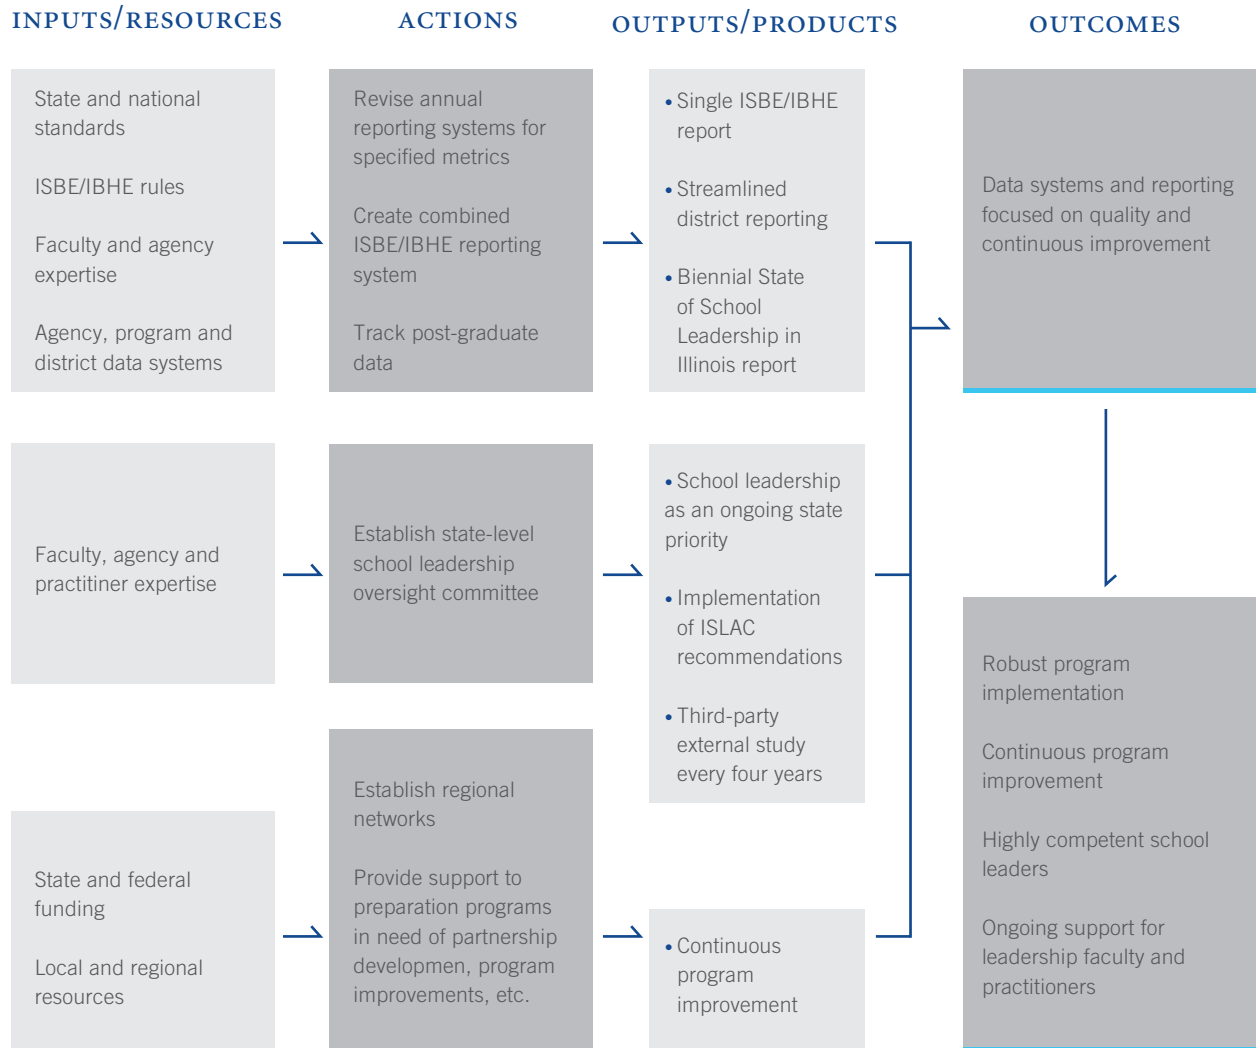 INPUTS/RESOURCES
ACTIONS
OUTPUTS/PRODUCTS
OUTCOMES
State and national
standards
ISBE/IBHE rules
Faculty and agency
expertise
Agency, program and
district data systems
Revise annual
reporting systems for
specified metrics
Create combined
ISBE/IBHE reporting
system
Track post-graduate
data
• Single ISBE/IBHE
report
• Streamlined
district reporting
• Biennial State
of School
Leadership in
Illinois report
Data systems and reporting
focused on quality and
continuous improvement
Faculty, agency and
practitiner expertise
Establish state-level
school leadership
oversight committee
• School leadership
as an ongoing state
priority
• Implementation
of ISLAC
recommendations
• Third-party
external study
every four years
State and federal
funding
Local and regional
resources
Establish regional
networks
Provide support to
preparation programs
in need of partnership
developmen, program
improvements, etc.
• Continuous
program
improvement
Robust program
implementation
Continuous program
improvement
Highly competent school
leaders
Ongoing support for
leadership faculty and
practitioners